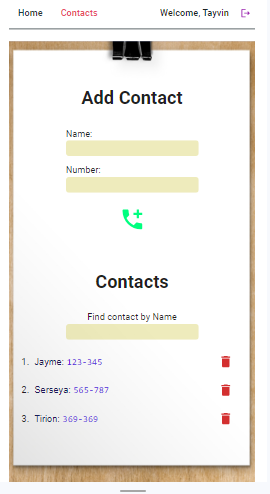 Home Contacts Welcome, Tayvin
Add Contact
Name:
Number:
Contacts
Find contact by Name
1. Jayme: 123-345
2. Serseya: 565-787
3. Tirion: 369-369